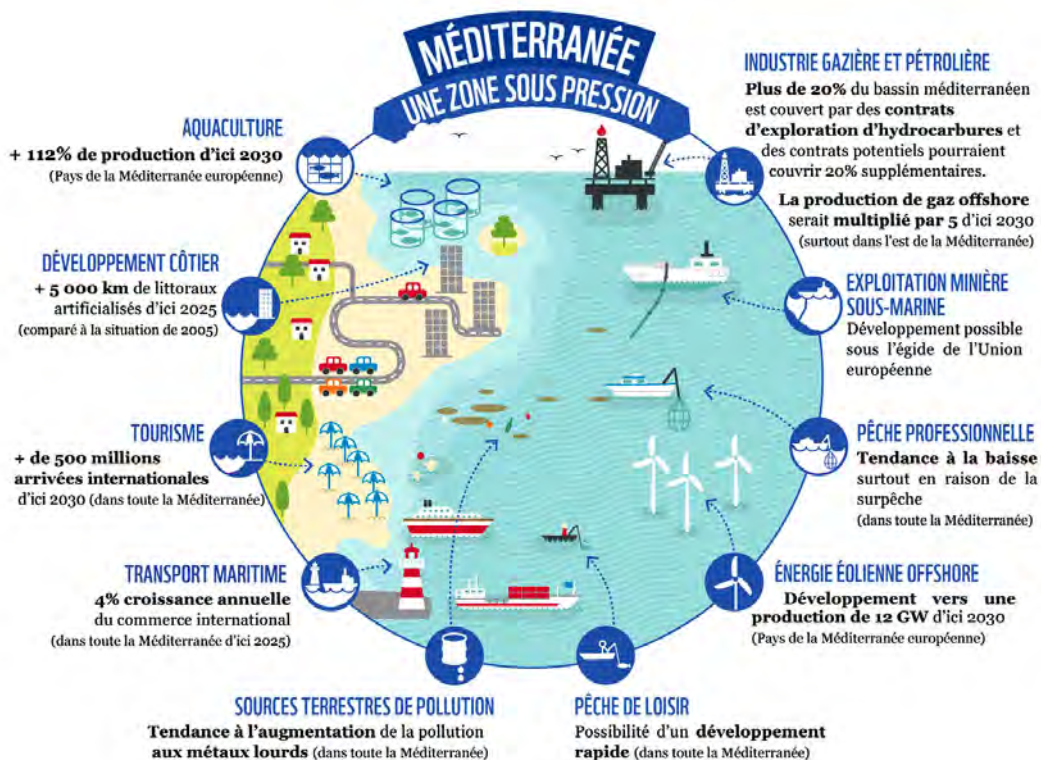 MÉDITERRANÉE
UNE ZONE SOUS PRESSION
AQUACULTURE
+ 112% de production d'ici 2030
(Pays de la Méditerranée européenne)
DÉVELOPPEMENT CÔTIER
+ 5 000 km de littoraux
artificialisés d'ici 2025
(comparé à la situation de 2005)
TOURISME
+ de 500 millions
arrivées internationales
d'ici 2030 (dans toute la Méditerranée)
TRANSPORT MARITIME
4% croissance annuelle
du commerce international
(dans toute la Méditerranée d'ici 2025)
SOURCES TERRESTRES DE POLLUTION
Tendance à l'augmentation de la pollution
aux métaux lourds (dans toute la Méditerranée)
PÊCHE DE LOISIR
Possibilité d'un développement
rapide (dans toute la Méditerranée)
INDUSTRIE GAZIÈRE ET PÉTROLIÈRE
Plus de 20% du bassin méditerranéen
est couvert par des contrats
d'exploration d'hydrocarbures et
des contrats potentiels pourraient
couvrir 20% supplémentaires.
La production de gaz offshore
serait multiplié par 5 d'ici 2030
(surtout dans l'est de la Méditerranée)
EXPLOITATION MINIÈRE
SOUS-MARINE
Développement possible
sous l'égide de l'Union
européenne
PÊCHE PROFESSIONNELLE
Tendance à la baisse
surtout en raison de la
surpêche
(dans toute la Méditerranée)
ÉNERGIE ÉOLIENNE OFFSHORE
Développement vers une
production de 12 GW d'ici 2030
(Pays de la Méditerranée européenne)